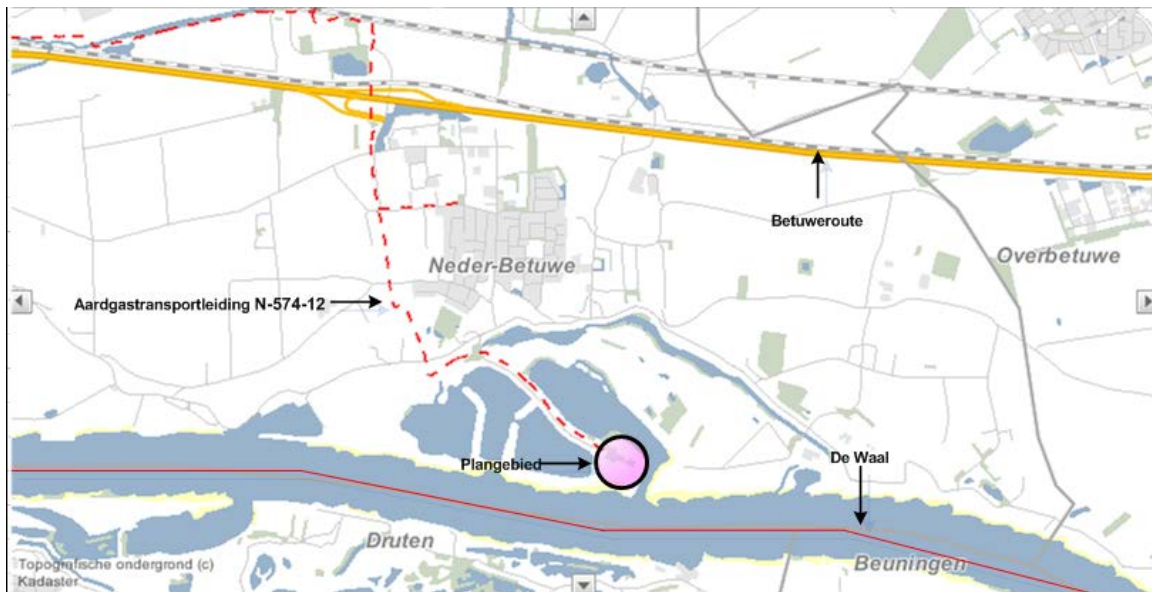 Betuweroute
Overbetuwe
Neder-Betuwe
Aardgastransportleiding N-574-12
Plangebied
De Waal
Druten
Beuningen
Topografische ondergrond (c)
Kadaster